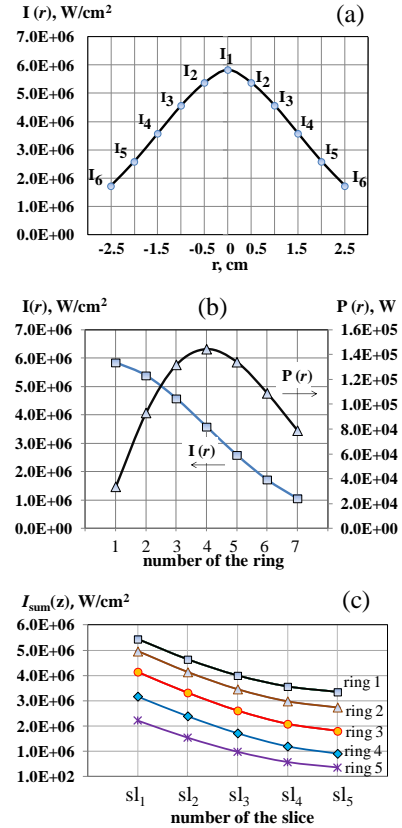 I (r), W/cm²
(a)
7.0E+06
6.0E+06
5.0E+06
4.0E+06
3.0E+06
2.0E+06
1.0E+06
0.0E+00
I₁
I₂ I₂
I₃ I₃
I₄ I₄
I₅ I₅
I₆ I₆
-2.5 -1.5 -0.5 0 0.5 1.5 2.5
r, cm
I(r), W/cm²
(b)
P (r), W
7.0E+06
6.0E+06
5.0E+06
4.0E+06
3.0E+06
2.0E+06
1.0E+06
0.0E+00
P (r)
I (r)
1.6E+05
1.4E+05
1.2E+05
1.0E+05
8.0E+04
6.0E+04
4.0E+04
2.0E+04
0.0E+00
1 2 3 4 5 6 7
number of the ring
Isum(z), W/cm²
(c)
6.0E+06
5.0E+06
4.0E+06
3.0E+06
2.0E+06
1.0E+06
1.0E+02
ring 1
ring 2
ring 3
ring 4
ring 5
sl₁ sl₂ sl₃ sl₄ sl₅
number of the slice